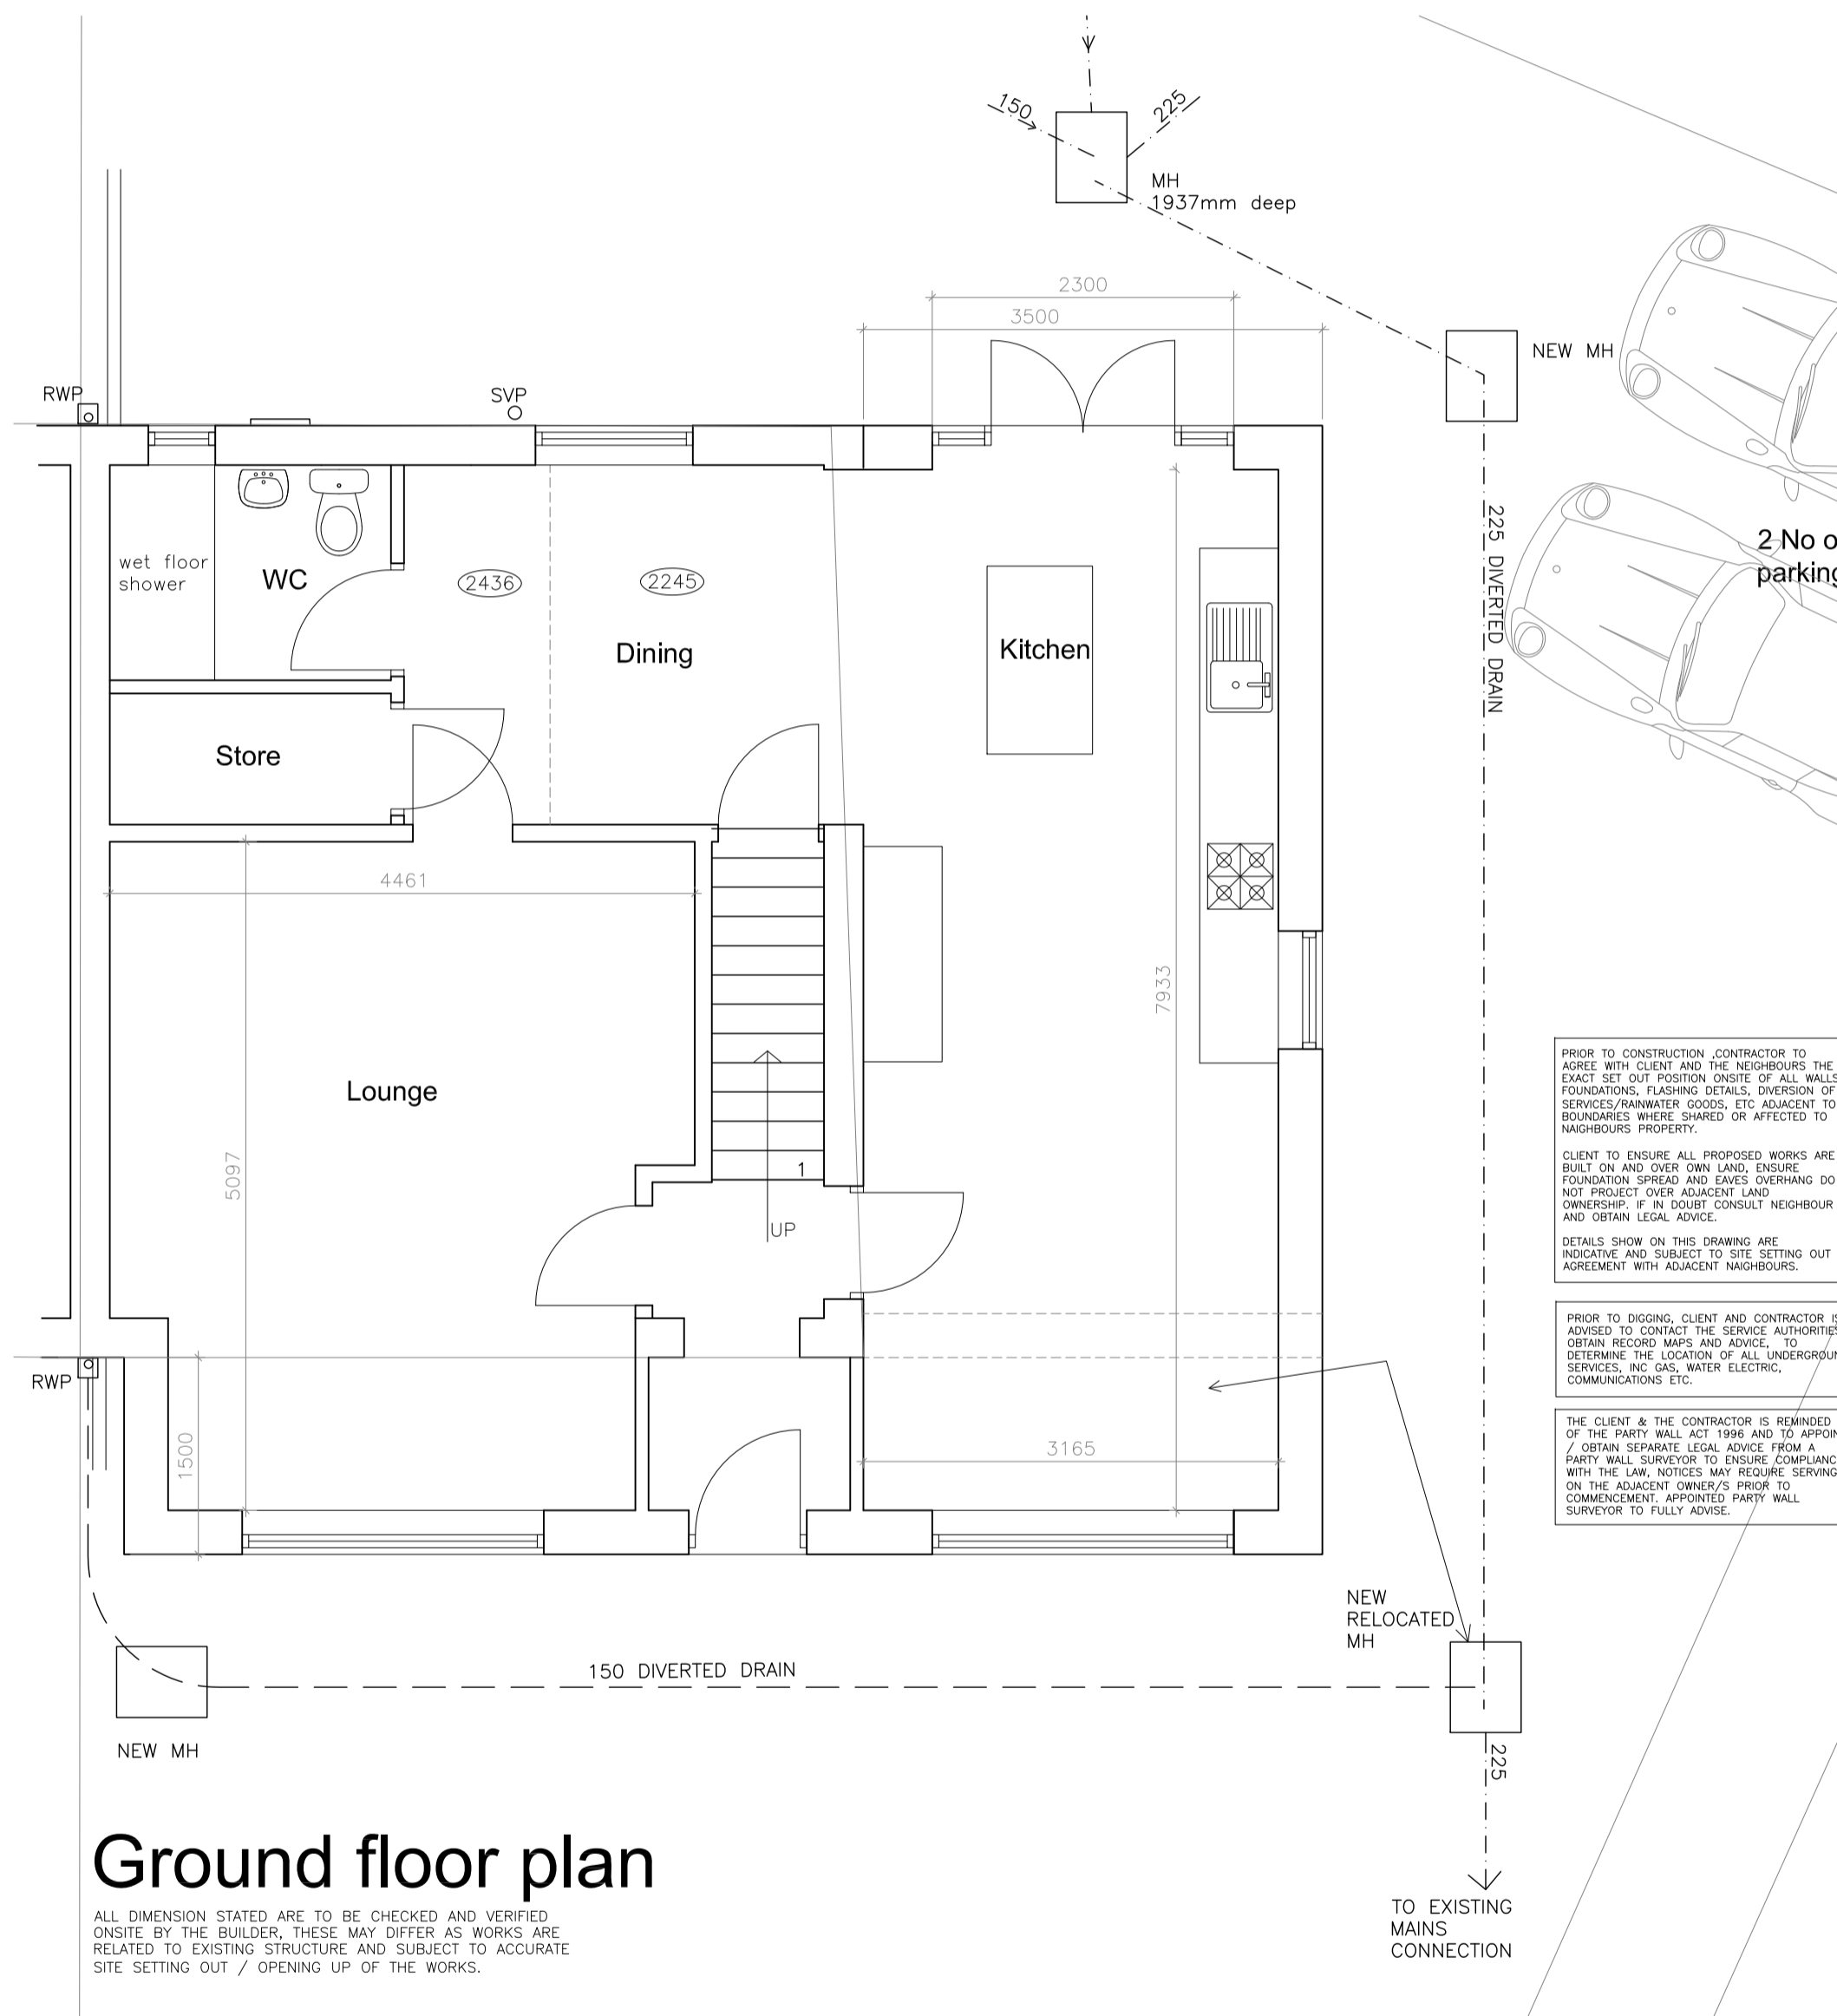 150
225
MH
1937mm deep
2300
3500
NEW MH
RWP
SVP
225 DIVERTED DRAIN
2 No o
parking
wet floor
shower
WC
2436
2245
Dining
Kitchen
Store
4461
7933
Lounge
5097
1
UP
PRIOR TO CONSTRUCTION ,CONTRACTOR TO
AGREE WITH CLIENT AND THE NEIGHBOURS THE
EXACT SET OUT POSITION ONSITE OF ALL WALLS
FOUNDATIONS, FLASHING DETAILS, DIVERSION OF
SERVICES/RAINWATER GOODS, ETC ADJACENT TO
BOUNDARIES WHERE SHARED OR AFFECTED TO
NAIGHBOURS PROPERTY.
CLIENT TO ENSURE ALL PROPOSED WORKS ARE
BUILT ON AND OVER OWN LAND, ENSURE
FOUNDATION SPREAD AND EAVES OVERHANG DO
NOT PROJECT OVER ADJACENT LAND
OWNERSHIP. IF IN DOUBT CONSULT NEIGHBOUR
AND OBTAIN LEGAL ADVICE.
DETAILS SHOW ON THIS DRAWING ARE
INDICATIVE AND SUBJECT TO SITE SETTING OUT
AGREEMENT WITH ADJACENT NAIGHBOURS.
PRIOR TO DIGGING, CLIENT AND CONTRACTOR IS
ADVISED TO CONTACT THE SERVICE AUTHORITIES
OBTAIN RECORD MAPS AND ADVICE, TO
DETERMINE THE LOCATION OF ALL UNDERGROUN
SERVICES, INC GAS, WATER ELECTRIC,
COMMUNICATIONS ETC.
THE CLIENT & THE CONTRACTOR IS REMINDED
OF THE PARTY WALL ACT 1996 AND TO APPOIN
/ OBTAIN SEPARATE LEGAL ADVICE FROM A
PARTY WALL SURVEYOR TO ENSURE COMPLIANC
WITH THE LAW, NOTICES MAY REQUIRE SERVING
ON THE ADJACENT OWNER/S PRIOR TO
COMMENCEMENT. APPOINTED PARTY WALL
SURVEYOR TO FULLY ADVISE.
RWP
1500
3165
NEW
RELOCATED
MH
150 DIVERTED DRAIN
NEW MH
225
TO EXISTING
MAINS
CONNECTION
Ground floor plan
ALL DIMENSION STATED ARE TO BE CHECKED AND VERIFIED
ONSITE BY THE BUILDER, THESE MAY DIFFER AS WORKS ARE
RELATED TO EXISTING STRUCTURE AND SUBJECT TO ACCURATE
SITE SETTING OUT / OPENING UP OF THE WORKS.